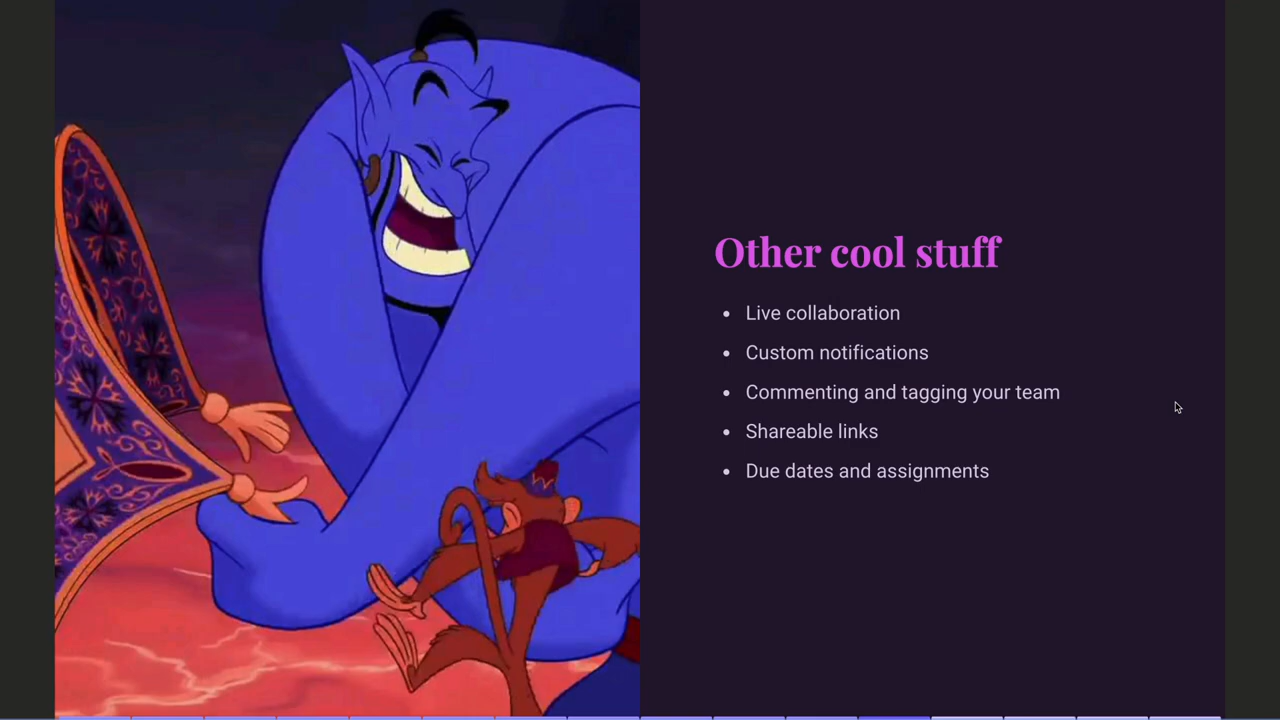 Other cool stuff
• Live collaboration
• Custom notifications
• Commenting and tagging your team
• Shareable links
• Due dates and assignments